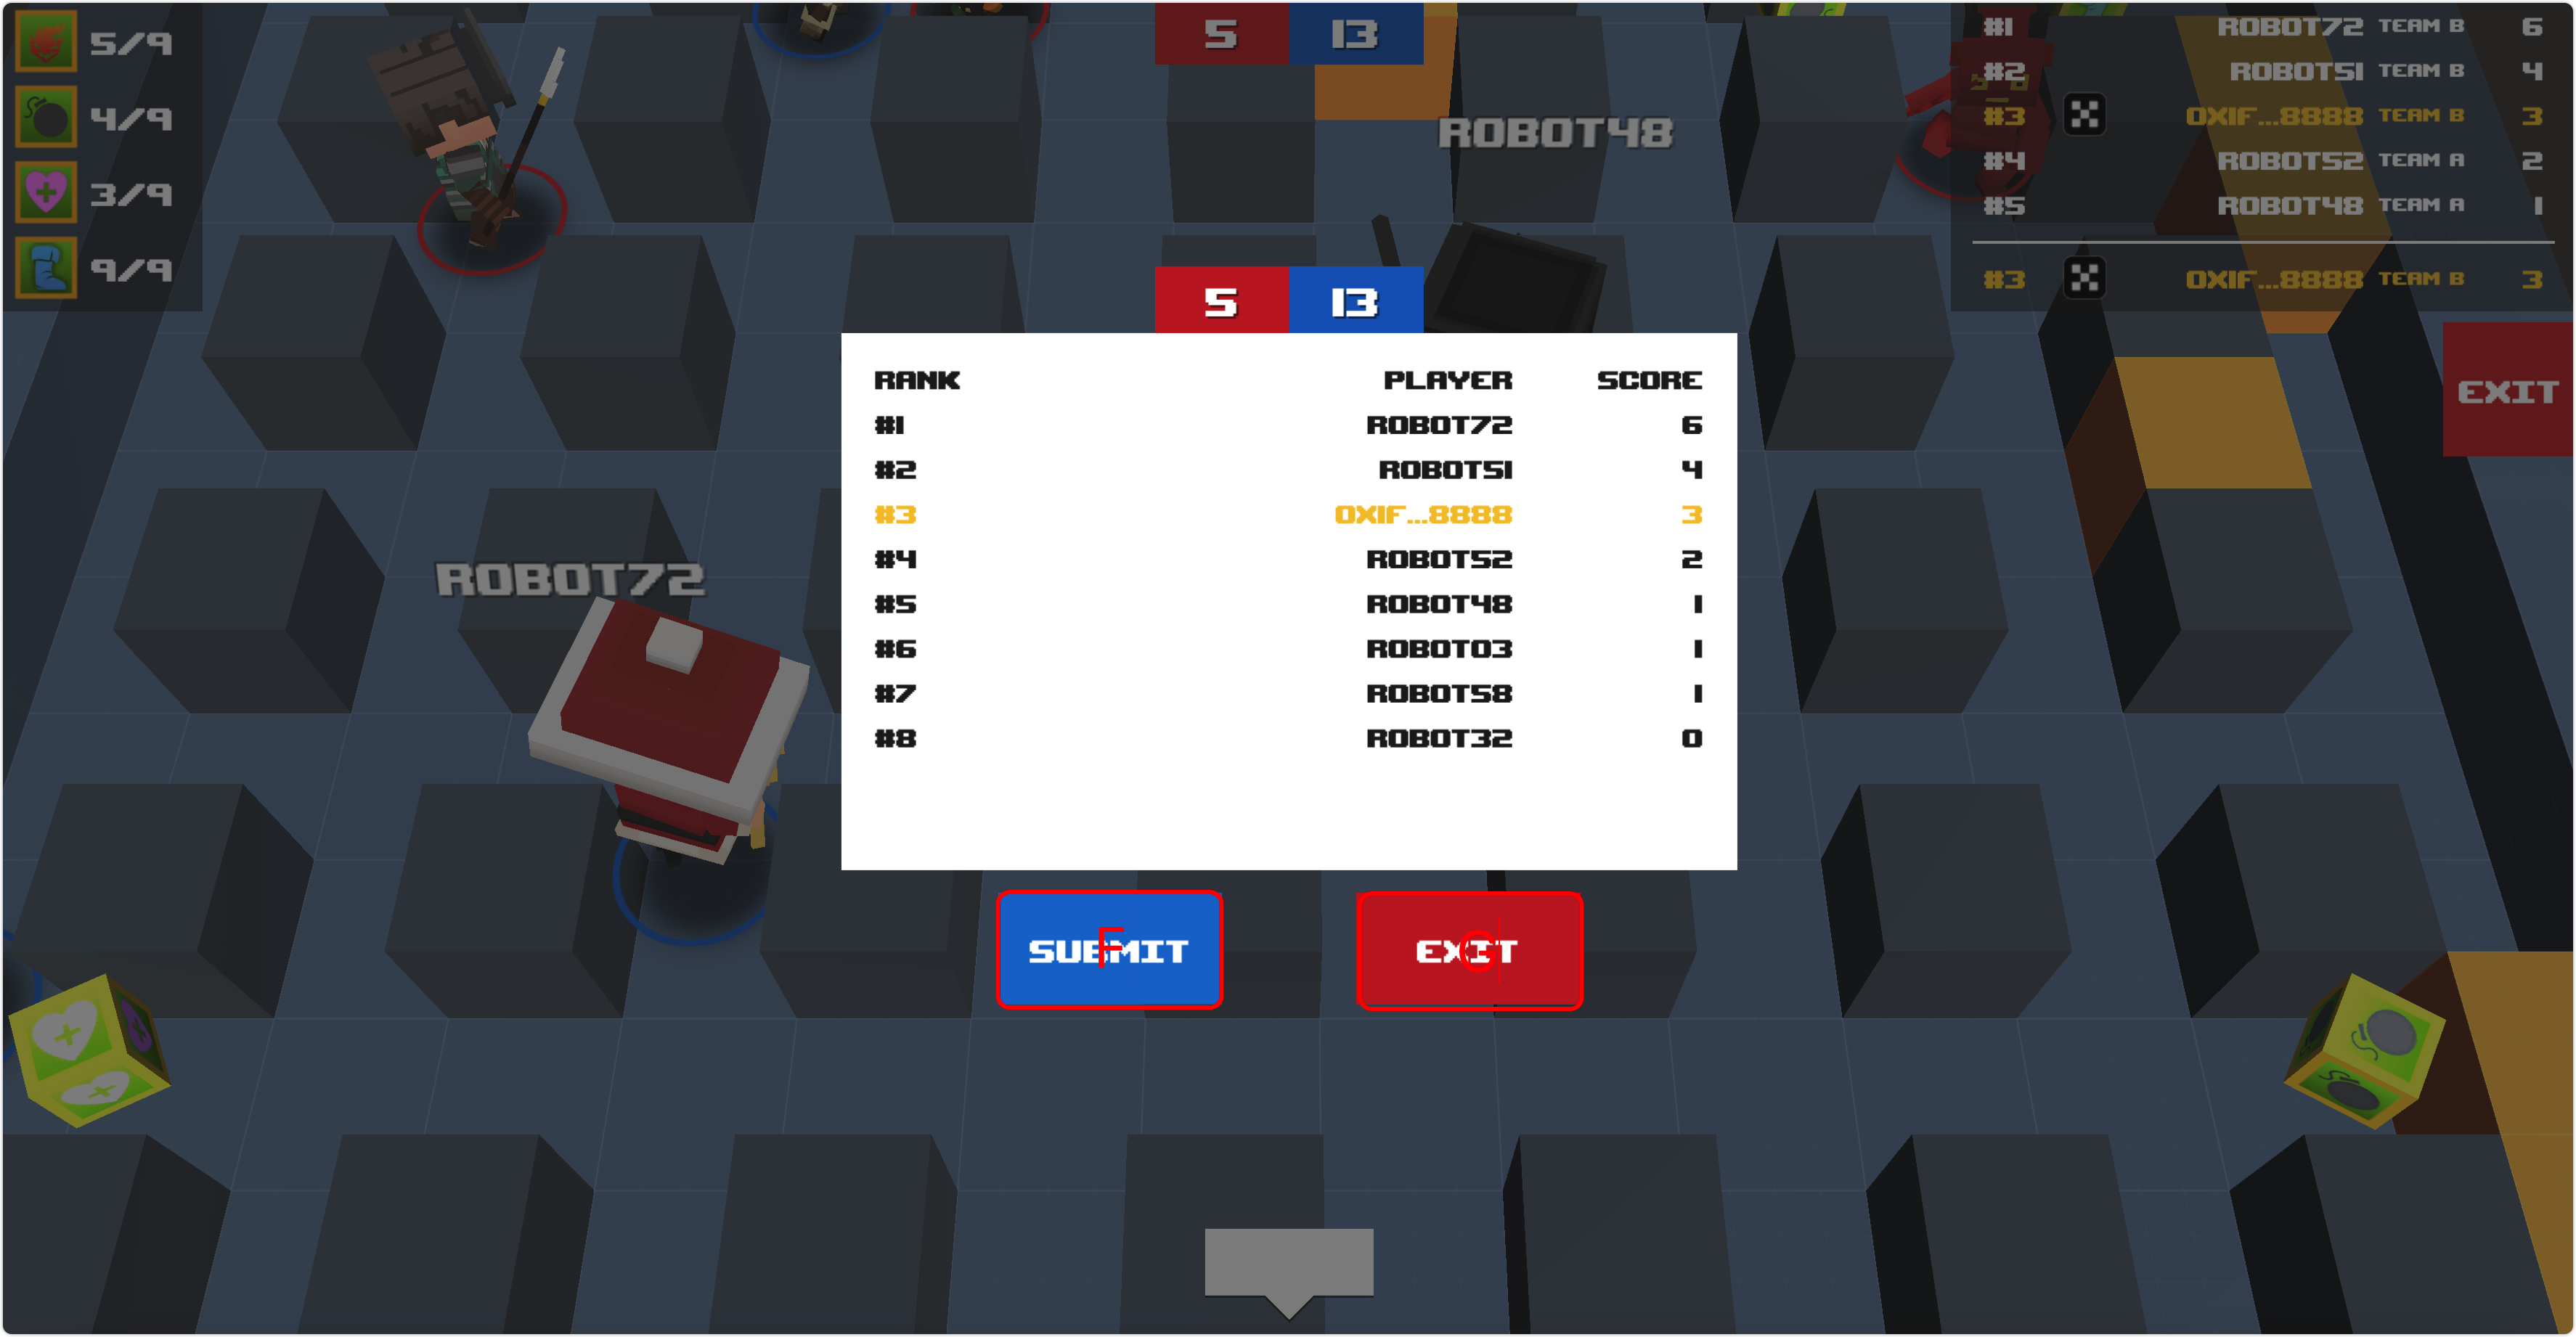 5/9
4/9
3/9
9/9
5 13
#1 ROBOT72 TEAM B 6
#2 ROBOT51 TEAM B 4
#3 0X1F...8888 TEAM B 3
#4 ROBOT52 TEAM A 2
#5 ROBOT48 TEAM A 1
#3 0X1F...8888 TEAM B 3
EXIT
ROBOT48
5 13
RANK PLAYER SCORE
#1 ROBOT72 6
#2 ROBOT51 4
#3 0X1F...8888 3
#4 ROBOT52 2
#5 ROBOT48 1
#6 ROBOT03 1
#7 ROBOT58 1
#8 ROBOT32 0
ROBOT72
SUBMIT
F
EXIT
G